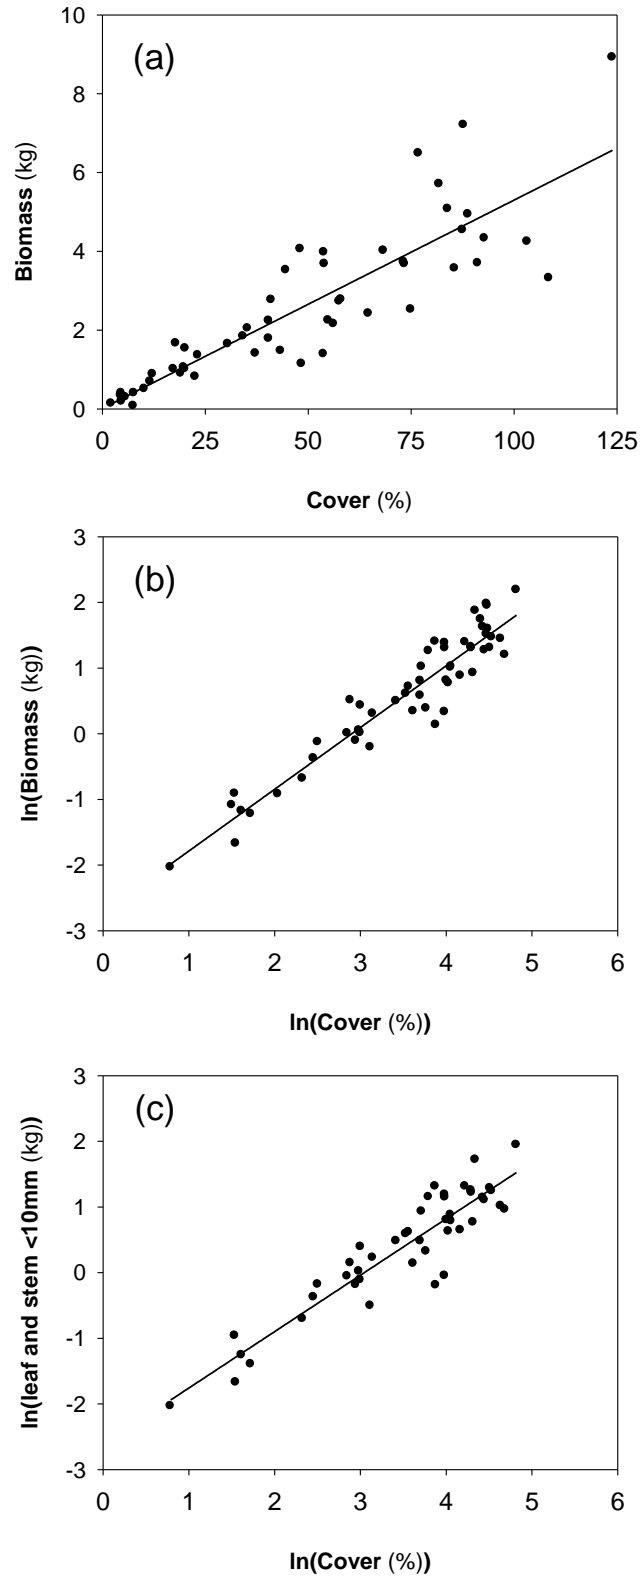 (a)
10
8
6
4
2
0
Biomass (kg)
0 25 50 75 100 125
Cover (%)
(b)
3
2
1
0
-1
-2
-3
ln(Biomass (kg))
0 1 2 3 4 5 6
ln(Cover (%))
(c)
3
2
1
0
-1
-2
-3
ln(leaf and stem <10mm (kg))
0 1 2 3 4 5 6
ln(Cover (%))